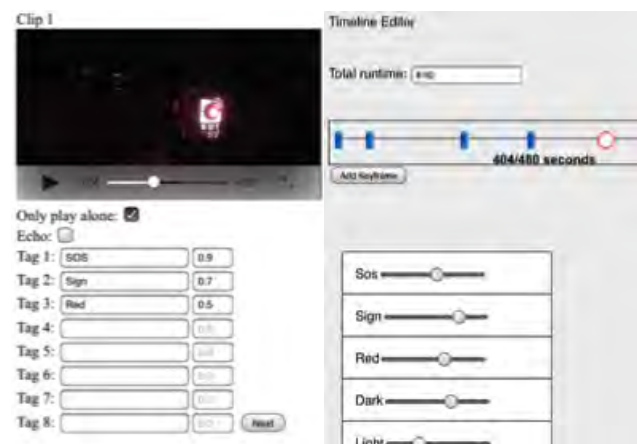 Clip 1
Only play alone:
Echo:
Tag 1: SOS 0.9
Tag 2: Sign 0.7
Tag 3: Red 0.5
Tag 4:
Tag 5:
Tag 6:
Tag 7:
Tag 8: Next
Timeline Editor
Total runtime:
404/480 seconds
Add Keyframe
Sos
Sign
Red
Dark
Light